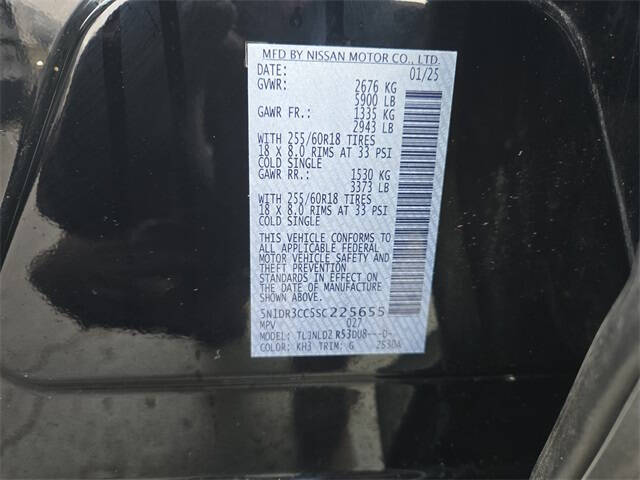 MFD BY NISSAN MOTOR CO., LTD.
DATE: 01/25
GVWR: 2676 KG
5900 LB
GAWR FR.: 1335 KG
2943 LB
WITH 255/60R18 TIRES
18 X 8.0 RIMS AT 33 PSI
COLD SINGLE
GAWR RR.: 1530 KG
3373 LB
WITH 255/60R18 TIRES
18 X 8.0 RIMS AT 33 PSI
COLD SINGLE
THIS VEHICLE CONFORMS TO
ALL APPLICABLE FEDERAL
MOTOR VEHICLE SAFETY AND
THEFT PREVENTION
STANDARDS IN EFFECT ON
THE DATE OF MANUFACTURE
SHOWN ABOVE.
5N1DR3CC5SC225655
MPV 027
MODEL: TL3NLD2 R53DU8---D-
COLOR: KH3 TRIM: G 2530A